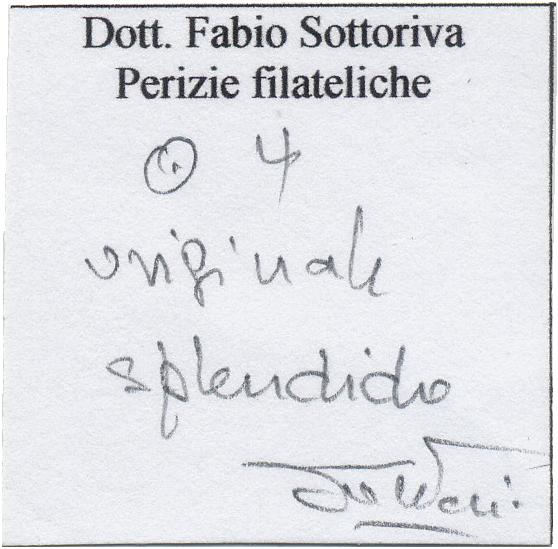 Dott. Fabio Sottoriva
Perizie filateliche
⊙ 4
originale
splendido